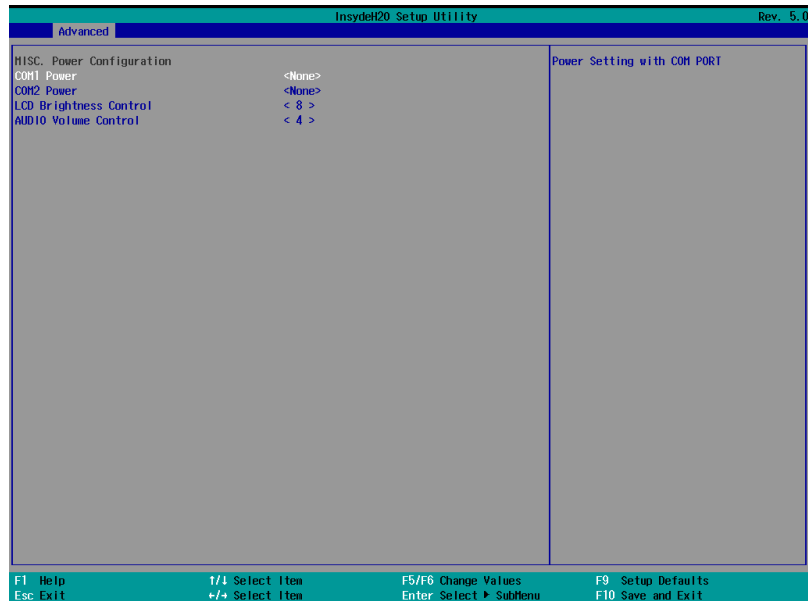 InsydeH20 Setup Utility Rev. 5.0
Advanced
MISC. Power Configuration
COM1 Power <None>
COM2 Power <None>
LCD Brightness Control < 8 >
AUDIO Volume Control < 4 >
Power Setting with COM PORT
F1 Help ↑/↓ Select Item F5/F6 Change Values F9 Setup Defaults
Esc Exit ←/→ Select Item Enter Select ▶ SubMenu F10 Save and Exit